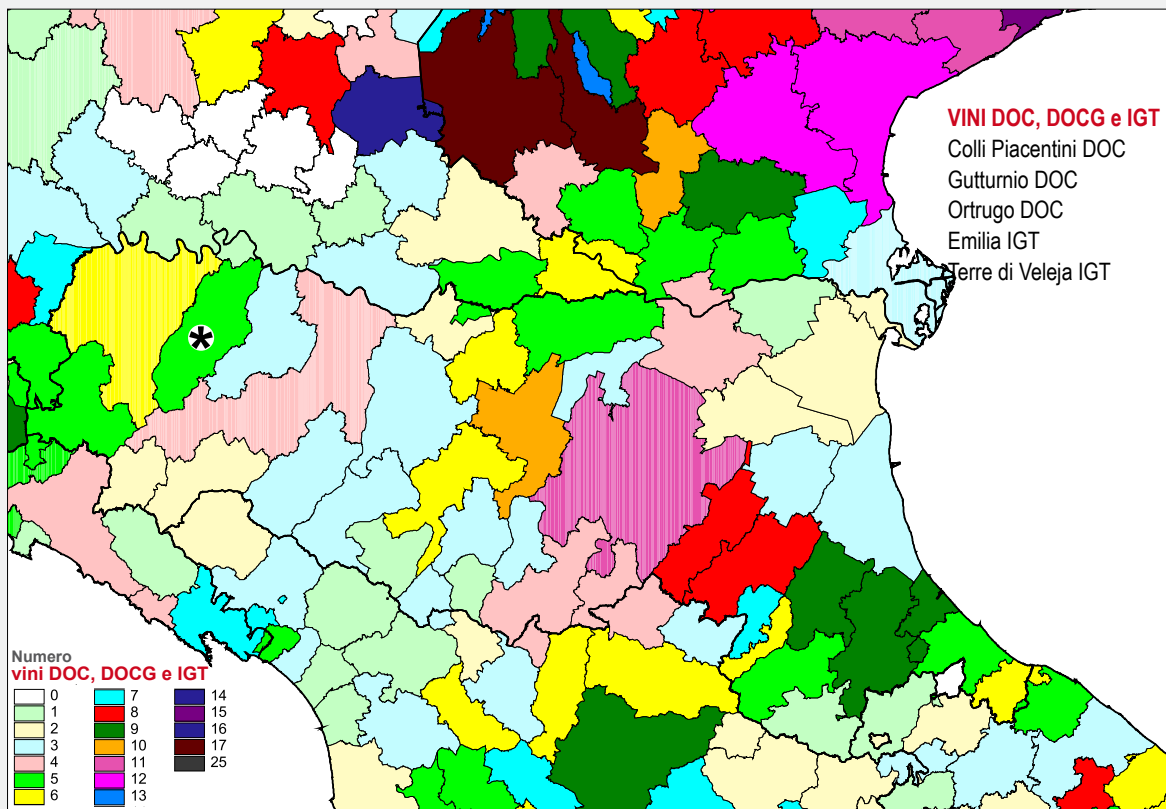 VINI DOC, DOCG e IGT
Colli Piacentini DOC
Gutturnio DOC
Ortrugo DOC
Emilia IGT
Terre di Veleja IGT
*
Numero
vini DOC, DOCG e IGT
0 7 14
1 8 15
2 9 16
3 10 17
4 11 25
5 12
6 13